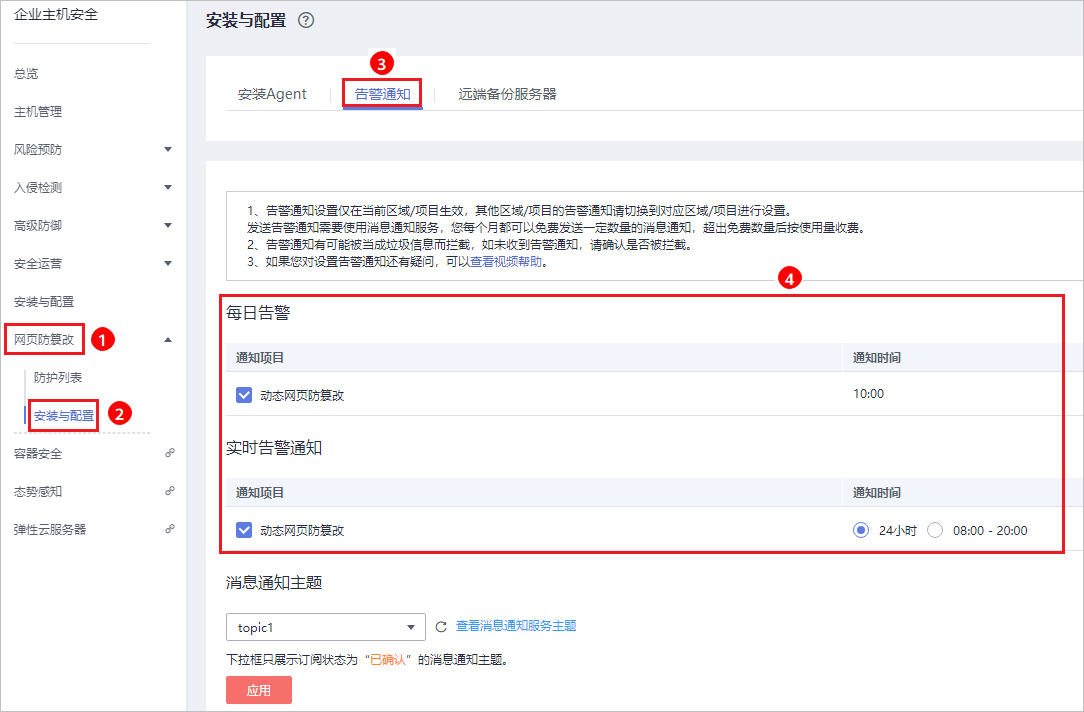 企业主机安全
总览
主机管理
风险预防
入侵检测
高级防御
安全运营
安装与配置
网页防篡改
1
防护列表
安装与配置
2
容器安全
态势感知
弹性云服务器
安装与配置 ?
3
安装Agent
告警通知
远端备份服务器
1、告警通知设置仅在当前区域/项目生效，其他区域/项目的告警通知请切换到对应区域/项目进行设置。
发送告警通知需要使用消息通知服务，您每个月都可以免费发送一定数量的消息通知，超出免费数量后按使用量收费。
2、告警通知有可能被当成垃圾信息而拦截，如未收到告警通知，请确认是否被拦截。
3、如果您对设置告警通知还有疑问，可以查看视频帮助。
4
每日告警
通知项目 通知时间
动态网页防篡改 10:00
实时告警通知
通知项目 通知时间
动态网页防篡改 24小时 08:00 - 20:00
消息通知主题
topic1 查看消息通知服务主题
下拉框只展示订阅状态为“已确认”的消息通知主题。
应用